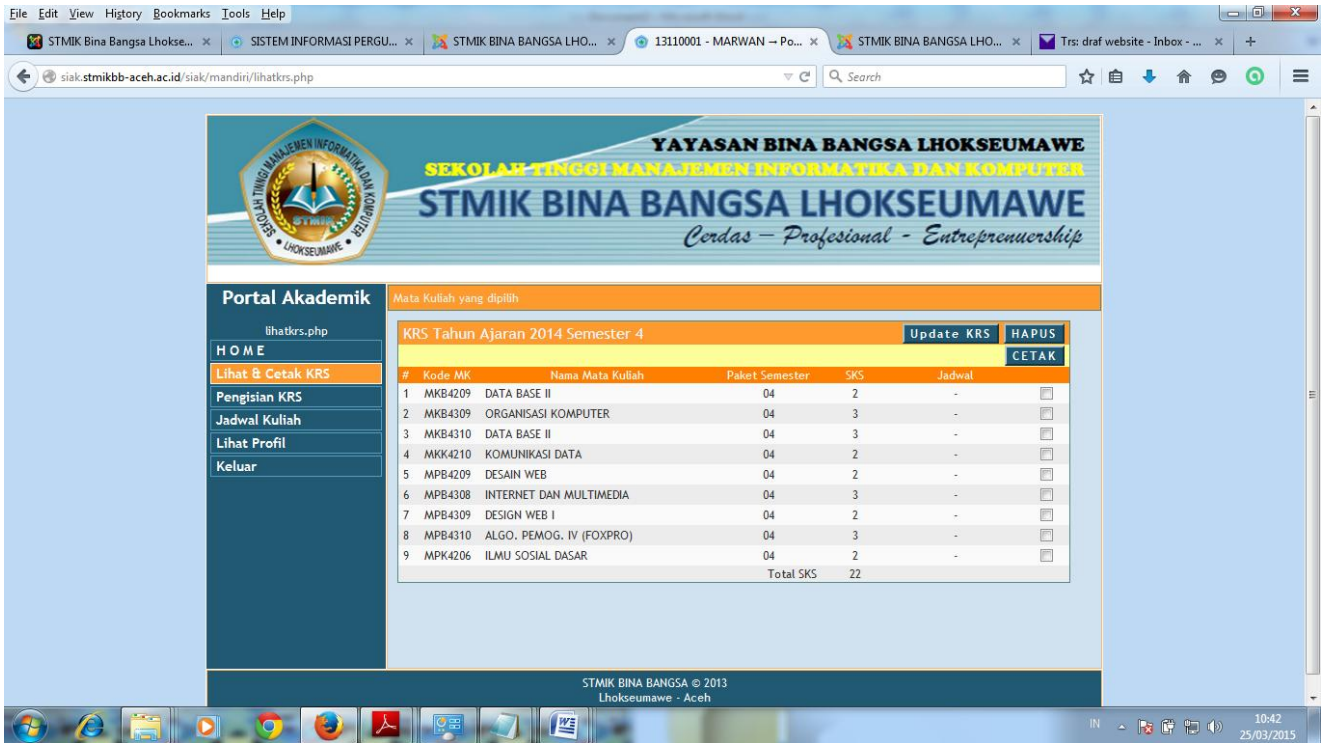 File Edit View History Bookmarks Tools Help
STMIK Bina Bangsa Lhokse... × SISTEM INFORMASI PERGU... × STMIK BINA BANGSA LHO... × 13110001 - MARWAN → Po... × STMIK BINA BANGSA LHO... × Trs: draf website - Inbox - ... × +
siak.stmikbb-aceh.ac.id/siak/mandiri/lihatkrs.php Search
SEKOLAH TINGGI MANAJEMEN INFORMATIKA DAN KOMPUTER
STMIK
• LHOKSEUMAWE •
YAYASAN BINA BANGSA LHOKSEUMAWE
SEKOLAH TINGGI MANAJEMEN INFORMATIKA DAN KOMPUTER
STMIK BINA BANGSA LHOKSEUMAWE
Cerdas – Profesional - Entreprenuership
Portal Akademik
lihatkrs.php
HOME
Lihat & Cetak KRS
Pengisian KRS
Jadwal Kuliah
Lihat Profil
Keluar
Mata Kuliah yang dipilih
KRS Tahun Ajaran 2014 Semester 4 Update KRS HAPUS
CETAK
# Kode MK Nama Mata Kuliah Paket Semester SKS Jadwal
1 MKB4209 DATA BASE II 04 2 -
2 MKB4309 ORGANISASI KOMPUTER 04 3 -
3 MKB4310 DATA BASE II 04 3 -
4 MKK4210 KOMUNIKASI DATA 04 2 -
5 MPB4209 DESAIN WEB 04 2 -
6 MPB4308 INTERNET DAN MULTIMEDIA 04 3 -
7 MPB4309 DESIGN WEB I 04 2 -
8 MPB4310 ALGO. PEMOG. IV (FOXPRO) 04 3 -
9 MPK4206 ILMU SOSIAL DASAR 04 2 -
Total SKS 22
STMIK BINA BANGSA © 2013
Lhokseumawe - Aceh
IN 10:42
25/03/2015